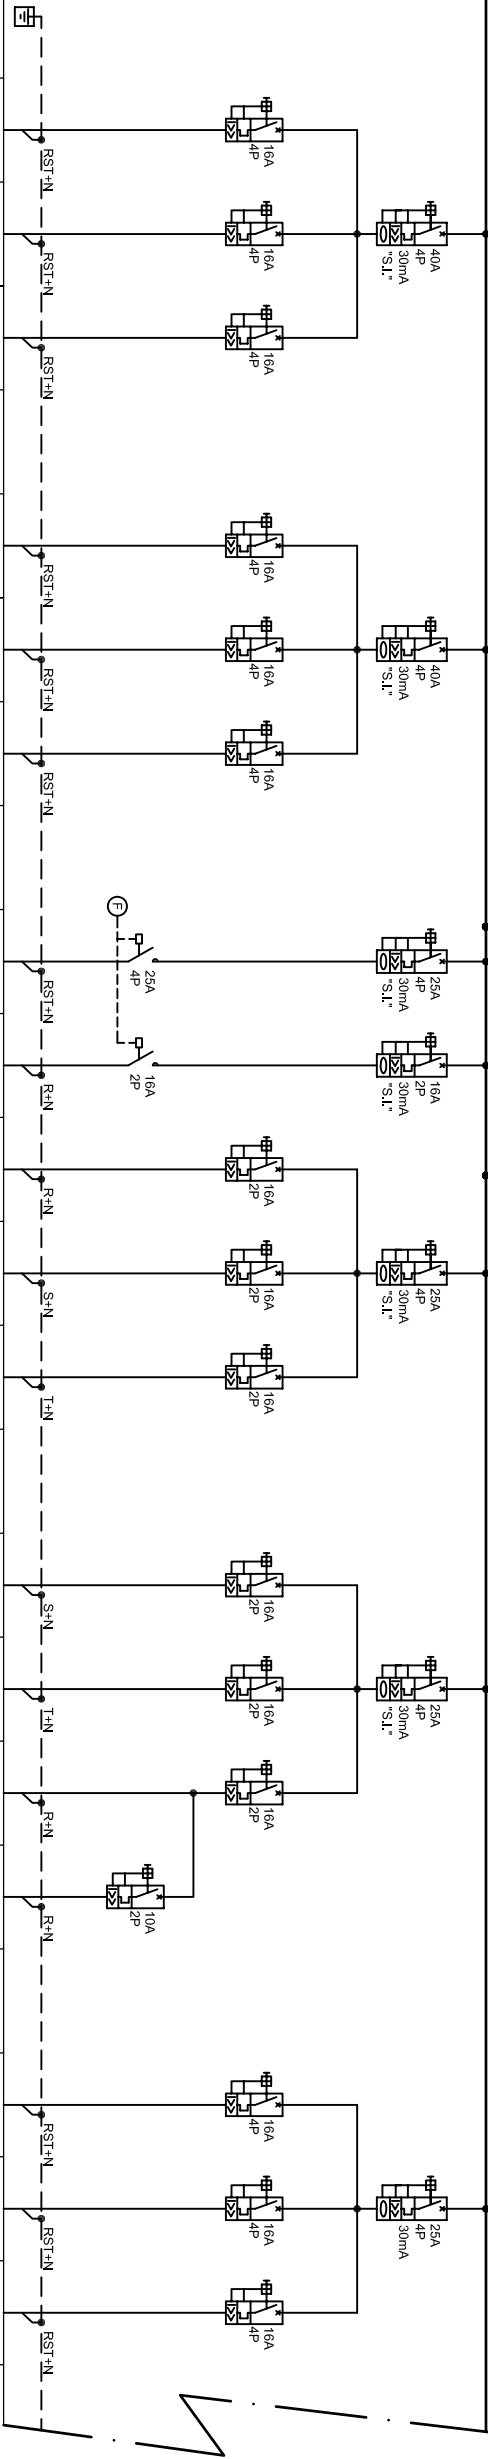 40A
4P
30mA
"S.I."
40A
4P
30mA
"S.I."
25A
4P
30mA
"S.I."
16A
2P
30mA
"S.I."
25A
4P
30mA
"S.I."
25A
4P
30mA
"S.I."
25A
4P
30mA
16A
4P
16A
4P
16A
4P
16A
4P
16A
4P
16A
4P
16A
2P
16A
2P
16A
2P
16A
2P
16A
2P
16A
2P
16A
4P
16A
4P
16A
4P
F
25A
4P
16A
2P
10A
2P
RST+N
RST+N
RST+N
RST+N
RST+N
RST+N
RST+N
R+N
R+N
S+N
T+N
S+N
T+N
R+N
R+N
RST+N
RST+N
RST+N